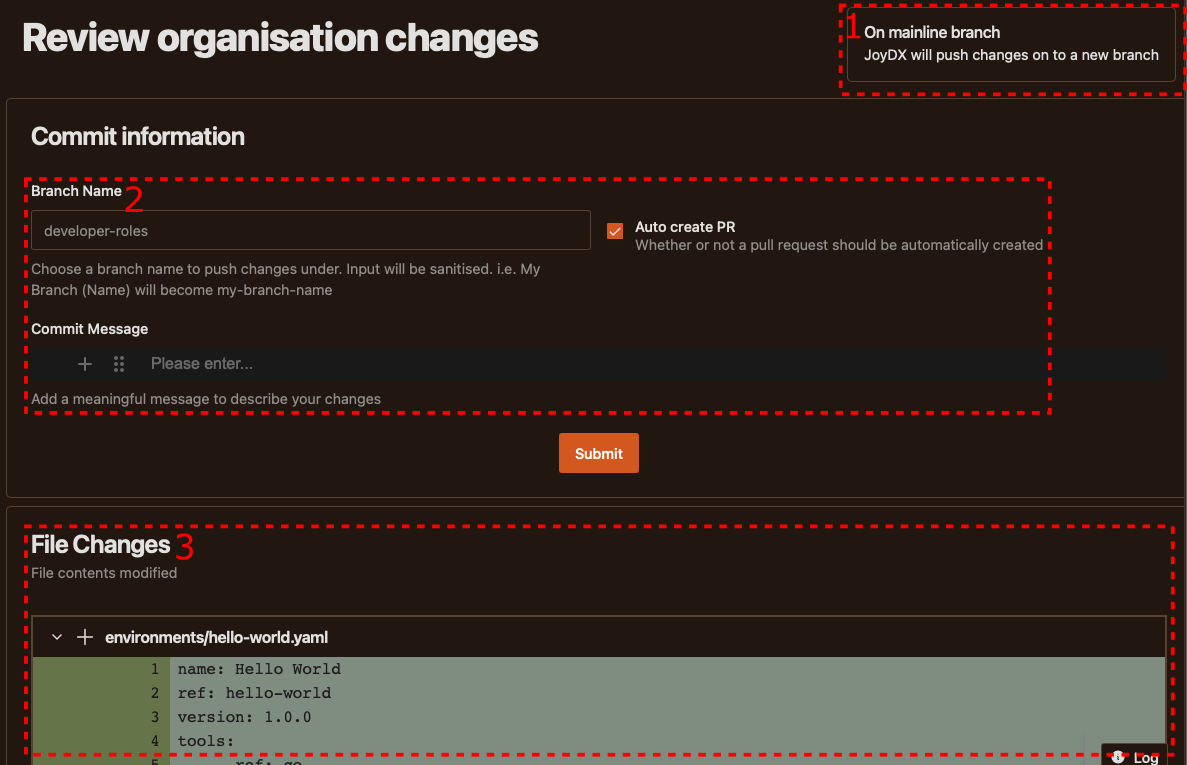 Review organisation changes
1
On mainline branch
JoyDX will push changes on to a new branch
Commit information
Branch Name 2
developer-roles
Auto create PR
Whether or not a pull request should be automatically created
Choose a branch name to push changes under. Input will be sanitised. i.e. My
Branch (Name) will become my-branch-name
Commit Message
Please enter...
Add a meaningful message to describe your changes
Submit
File Changes 3
File contents modified
environments/hello-world.yaml
1 name: Hello World
2 ref: hello-world
3 version: 1.0.0
4 tools:
5 ref: go
Log